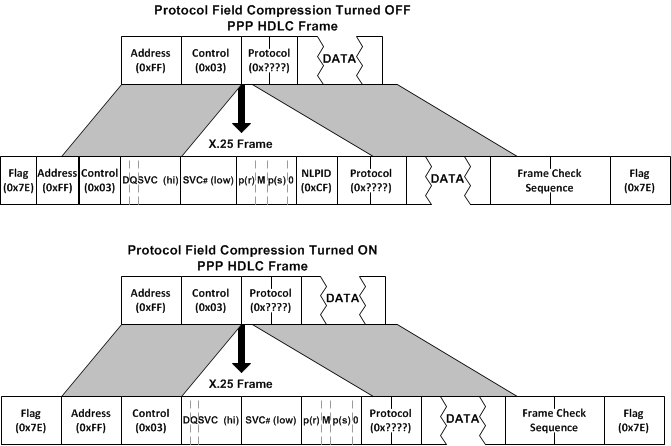 Protocol Field Compression Turned OFF
PPP HDLC Frame
Address (0xFF) Control (0x03) Protocol (0x????) DATA
X.25 Frame
Flag (0x7E) Address (0xFF) Control (0x03) D Q SVC (hi) SVC# (low) p(r) M p(s) 0 NLPID (0xCF) Protocol (0x????) DATA Frame Check Sequence Flag (0x7E)
Protocol Field Compression Turned ON
PPP HDLC Frame
Address (0xFF) Control (0x03) Protocol (0x????) DATA
X.25 Frame
Flag (0x7E) Address (0xFF) Control (0x03) D Q SVC (hi) SVC# (low) p(r) M p(s) 0 Protocol (0x????) DATA Frame Check Sequence Flag (0x7E)